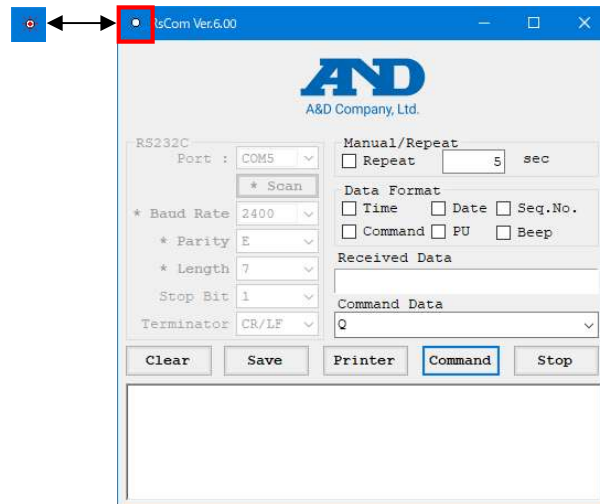 RsCom Ver.6.00
AND
A&D Company, Ltd.
RS232C
Port : COM5
* Scan
* Baud Rate 2400
* Parity E
* Length 7
Stop Bit 1
Terminator CR/LF
Manual/Repeat
Repeat 5 sec
Data Format
Time Date Seq.No.
Command PU Beep
Received Data
Command Data
Q
Clear Save Printer Command Stop